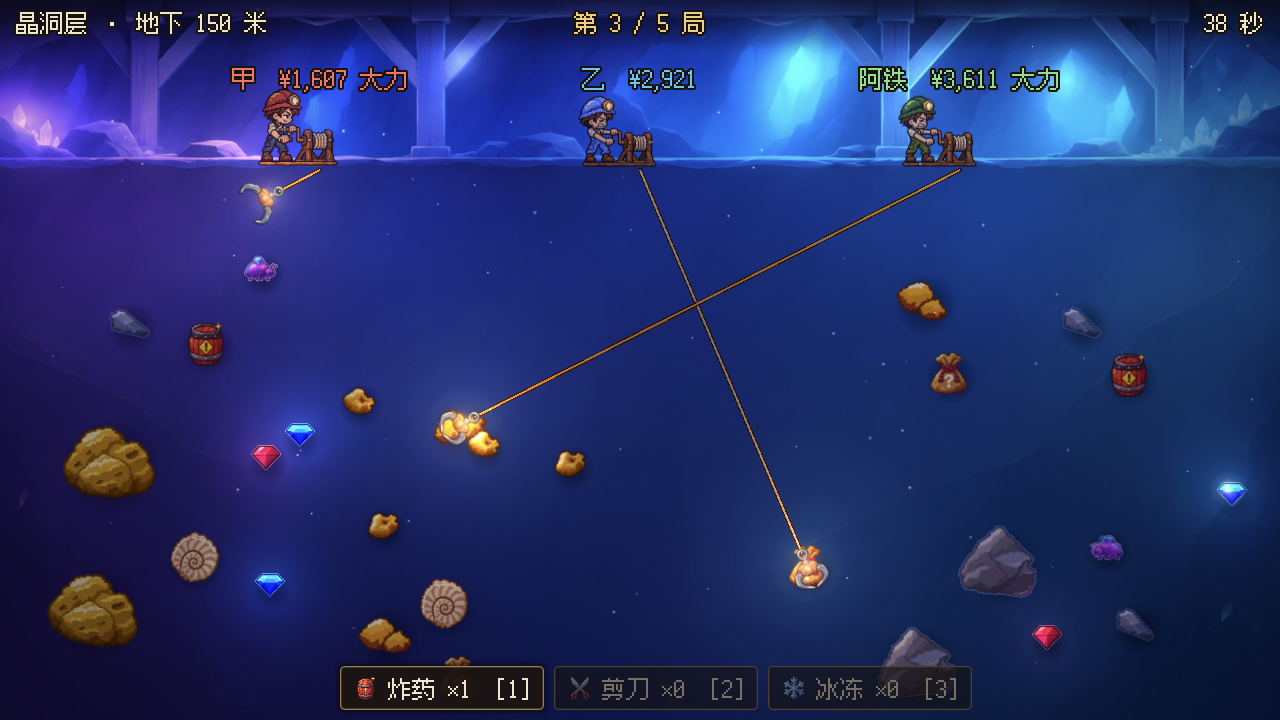 晶洞层 · 地下 150 米
第 3 / 5 局
38 秒
甲 ¥1,607 大力
乙 ¥2,921
阿铁 ¥3,611 大力
?
炸药 ×1 [1]
剪刀 ×0 [2]
冰冻 ×0 [3]